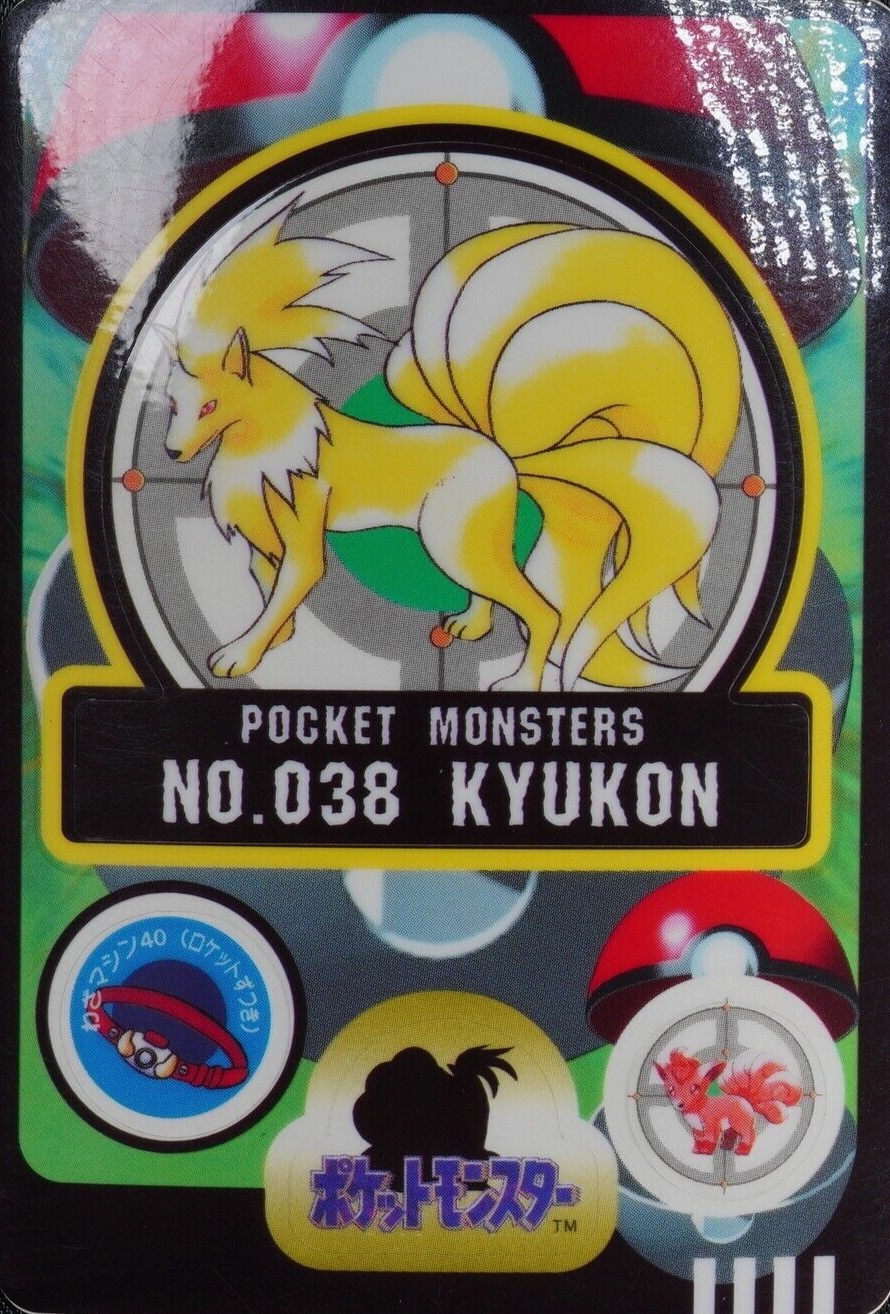 POCKET MONSTERS
NO.038 KYUKON
わざマシン40(ロケットずつき)
ポケットモンスター
TM